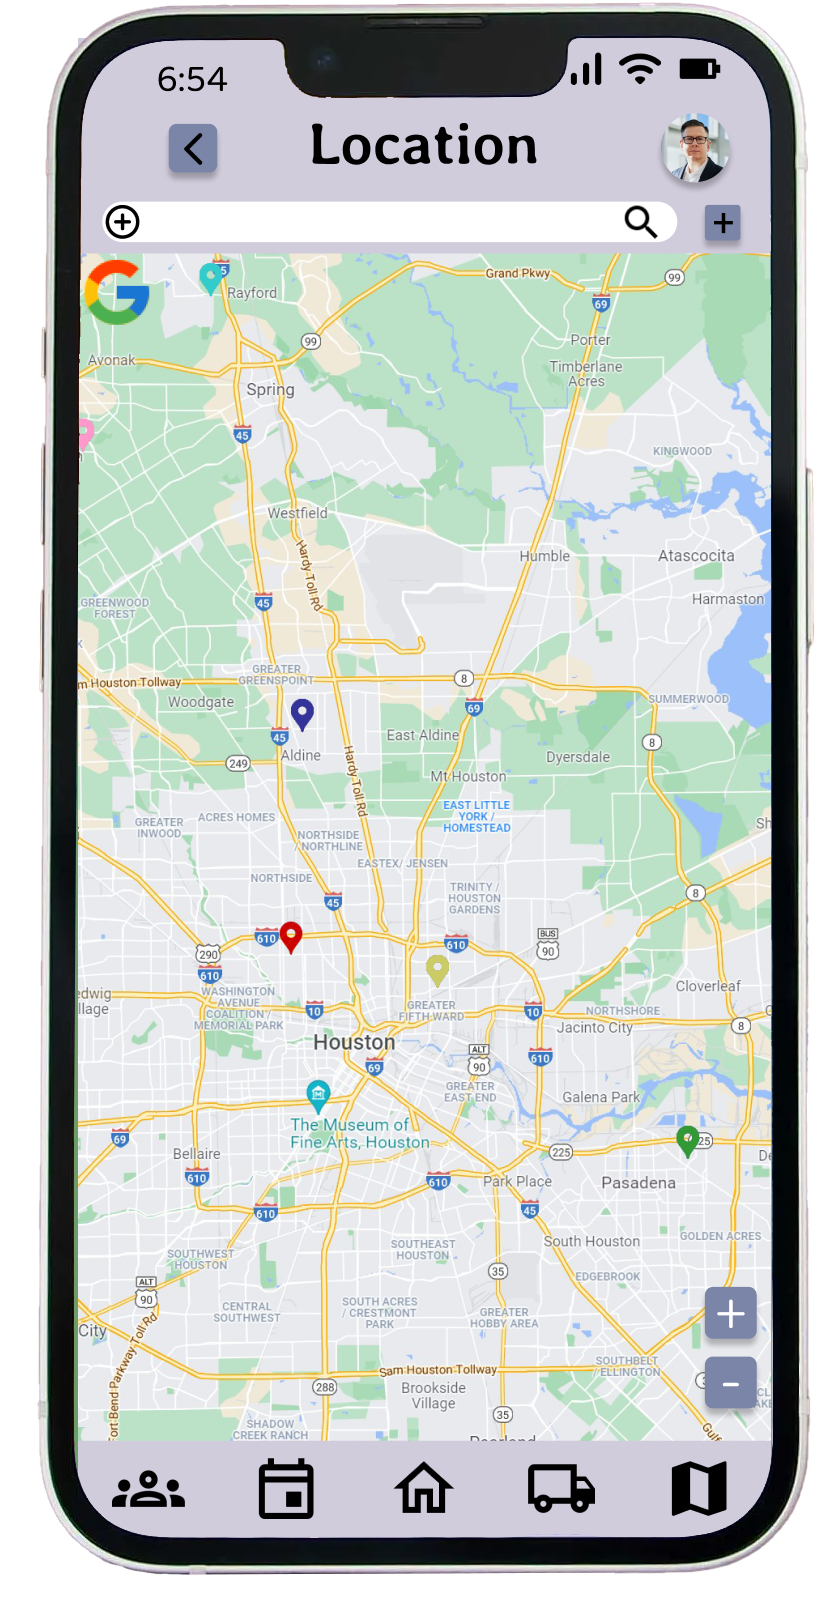 6:54
Location
G
45
Rayford
Grand Pkwy
99
69
99
Porter
Avonak
Timberlane
Acres
Spring
45
KINGWOOD
Westfield
Hardy Toll Rd
Humble
Atascocita
45
GREENWOOD
FOREST
Harmaston
GREATER
GREENSPOINT
m Houston Tollway
8
Woodgate
SUMMERWOOD
69
45
East Aldine
8
Aldine
249
Hardy Toll Rd
Dyersdale
Mt Houston
EAST LITTLE
YORK /
HOMESTEAD
ACRES HOMES
GREATER
INWOOD
Sh
NORTHSIDE
/ NORTHLINE
EASTEX/ JENSEN
NORTHSIDE
TRINITY /
HOUSTON
GARDENS
8
45
610
610
BUS
90
290
610
edwig
llage
WASHINGTON
AVENUE
COALITION /
MEMORIAL PARK
Cloverleaf
GREATER
FIFTH WARD
10
10
NORTHSHORE
Jacinto City
8
Houston
ALT
90
69
610
GREATER
EAST END
Galena Park
The Museum of
Fine Arts, Houston
69
225
25
Bellaire
De
610
610
Park Place
Pasadena
610
45
GOLDEN ACRES
South Houston
SOUTHEAST
HOUSTON
SOUTHWEST
HOUSTON
35
EDGEBROOK
ALT
90
CENTRAL
SOUTHWEST
SOUTH ACRES
/ CRESTMONT
PARK
GREATER
HOBBY AREA
City
Fort Bend Parkway Toll Rd
Sam Houston Tollway
SOUTHBELT
/ ELLINGTON
288
Brookside
Village
35
SHADOW
CREEK RANCH
Gulf
Pearland